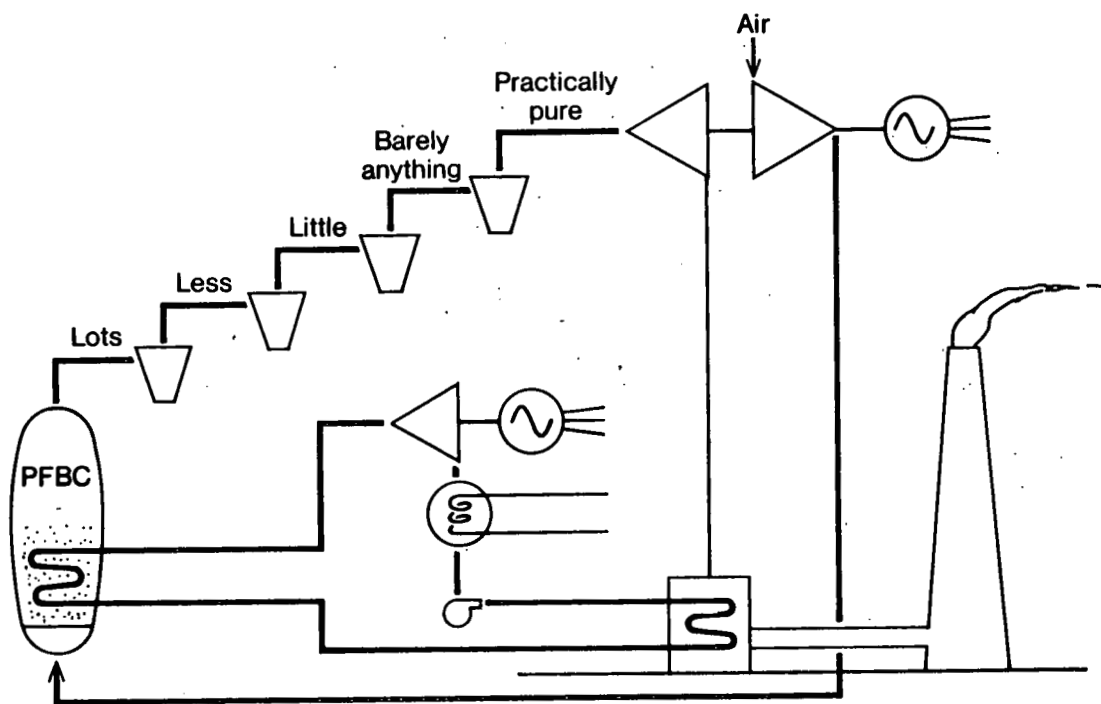 Air
Practically
pure
Barely
anything
Little
Less
Lots
PFBC